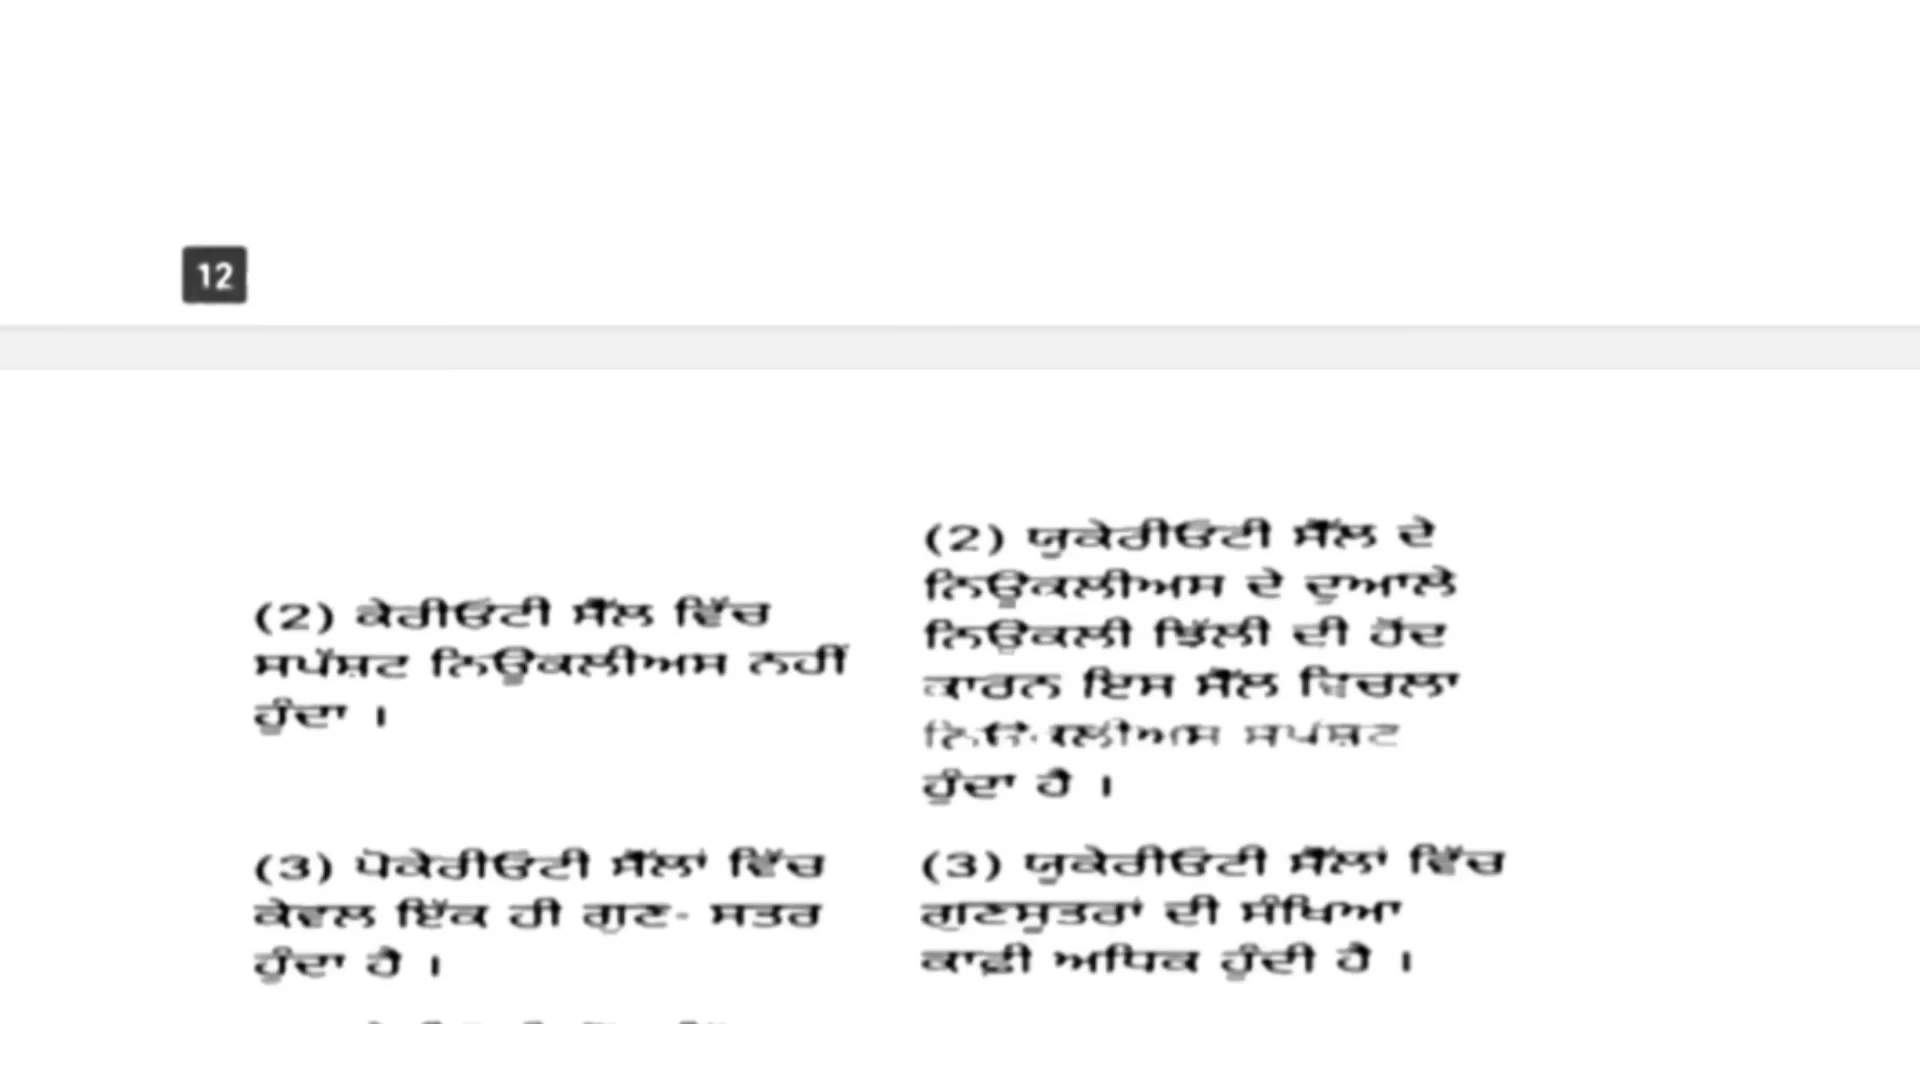 12
(2) ਕੇਰੀਓਟੀ ਸੈੱਲ ਵਿੱਚ
ਸਪੱਸ਼ਟ ਨਿਊਕਲੀਅਸ ਨਹੀਂ
ਹੁੰਦਾ ।
(2) ਯੁਕੇਰੀਓਟੀ ਸੈੱਲ ਦੇ
ਨਿਊਕਲੀਅਸ ਦੇ ਦੁਆਲੇ
ਨਿਊਕਲੀ ਝਿੱਲੀ ਦੀ ਹੋਂਦ
ਕਾਰਨ ਇਸ ਸੈੱਲ ਵਿਚਲਾ
ਨਿਊਕਲੀਅਸ ਸਪੱਸ਼ਟ
ਹੁੰਦਾ ਹੈ ।
(3) ਪੋਕੇਰੀਓਟੀ ਸੈੱਲਾਂ ਵਿੱਚ
ਕੇਵਲ ਇੱਕ ਹੀ ਗੁਣ- ਸਤਰ
ਹੁੰਦਾ ਹੈ ।
(3) ਯੁਕੇਰੀਓਟੀ ਸੈੱਲਾਂ ਵਿੱਚ
ਗੁਣਸੂਤਰਾਂ ਦੀ ਸੰਖਿਆ
ਕਾਫ਼ੀ ਅਧਿਕ ਹੁੰਦੀ ਹੈ ।